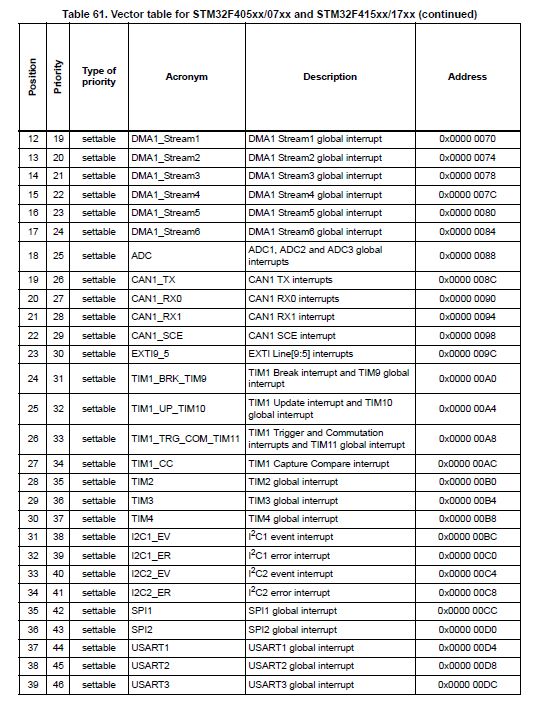 Table 61. Vector table for STM32F405xx/07xx and STM32F415xx/17xx (continued)
Position Priority Type of priority Acronym Description Address
12 19 settable DMA1_Stream1 DMA1 Stream1 global interrupt 0x0000 0070
13 20 settable DMA1_Stream2 DMA1 Stream2 global interrupt 0x0000 0074
14 21 settable DMA1_Stream3 DMA1 Stream3 global interrupt 0x0000 0078
15 22 settable DMA1_Stream4 DMA1 Stream4 global interrupt 0x0000 007C
16 23 settable DMA1_Stream5 DMA1 Stream5 global interrupt 0x0000 0080
17 24 settable DMA1_Stream6 DMA1 Stream6 global interrupt 0x0000 0084
18 25 settable ADC ADC1, ADC2 and ADC3 global interrupts 0x0000 0088
19 26 settable CAN1_TX CAN1 TX interrupts 0x0000 008C
20 27 settable CAN1_RX0 CAN1 RX0 interrupts 0x0000 0090
21 28 settable CAN1_RX1 CAN1 RX1 interrupt 0x0000 0094
22 29 settable CAN1_SCE CAN1 SCE interrupt 0x0000 0098
23 30 settable EXTI9_5 EXTI Line[9:5] interrupts 0x0000 009C
24 31 settable TIM1_BRK_TIM9 TIM1 Break interrupt and TIM9 global interrupt 0x0000 00A0
25 32 settable TIM1_UP_TIM10 TIM1 Update interrupt and TIM10 global interrupt 0x0000 00A4
26 33 settable TIM1_TRG_COM_TIM11 TIM1 Trigger and Commutation interrupts and TIM11 global interrupt 0x0000 00A8
27 34 settable TIM1_CC TIM1 Capture Compare interrupt 0x0000 00AC
28 35 settable TIM2 TIM2 global interrupt 0x0000 00B0
29 36 settable TIM3 TIM3 global interrupt 0x0000 00B4
30 37 settable TIM4 TIM4 global interrupt 0x0000 00B8
31 38 settable I2C1_EV I²C1 event interrupt 0x0000 00BC
32 39 settable I2C1_ER I²C1 error interrupt 0x0000 00C0
33 40 settable I2C2_EV I²C2 event interrupt 0x0000 00C4
34 41 settable I2C2_ER I²C2 error interrupt 0x0000 00C8
35 42 settable SPI1 SPI1 global interrupt 0x0000 00CC
36 43 settable SPI2 SPI2 global interrupt 0x0000 00D0
37 44 settable USART1 USART1 global interrupt 0x0000 00D4
38 45 settable USART2 USART2 global interrupt 0x0000 00D8
39 46 settable USART3 USART3 global interrupt 0x0000 00DC